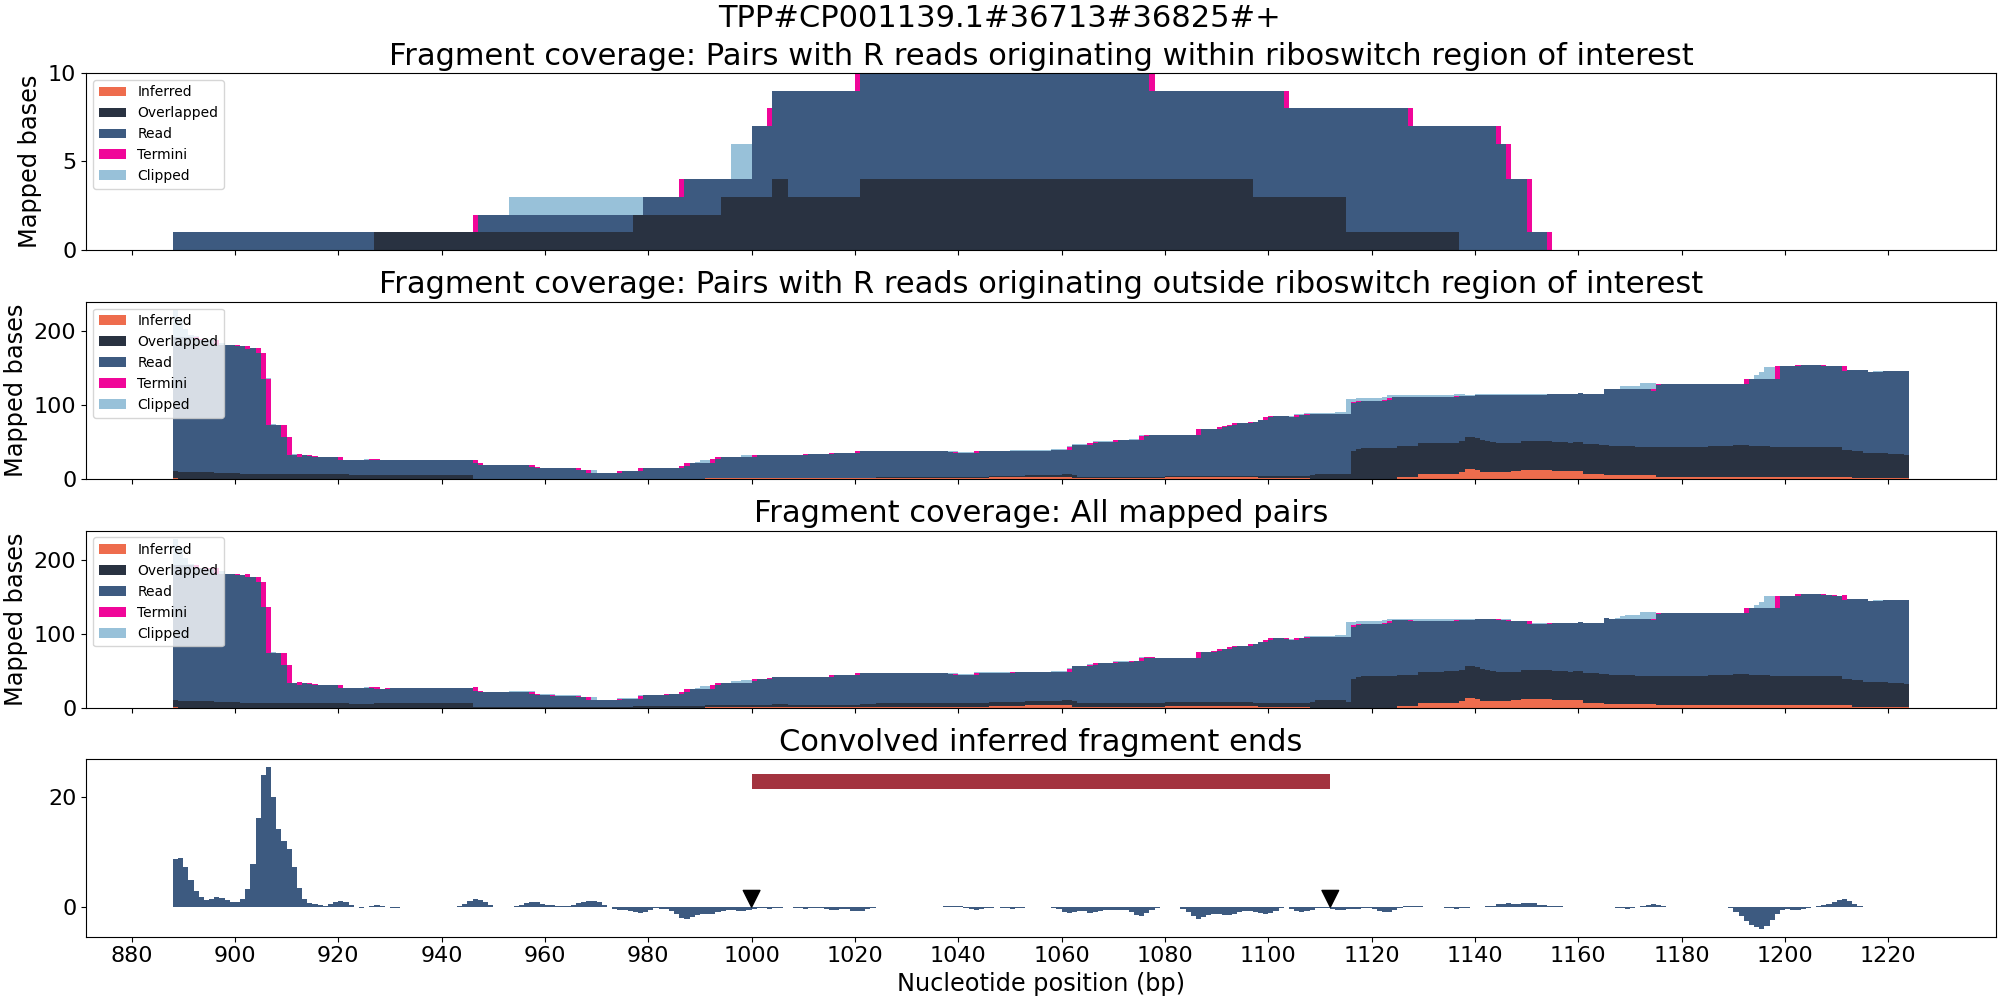 TPP#CP001139.1#36713#36825#+
Fragment coverage: Pairs with R reads originating within riboswitch region of interest
Mapped bases
10
5
0
Inferred
Overlapped
Read
Termini
Clipped
Fragment coverage: Pairs with R reads originating outside riboswitch region of interest
Mapped bases
200
100
0
Inferred
Overlapped
Read
Termini
Clipped
Fragment coverage: All mapped pairs
Mapped bases
200
100
0
Inferred
Overlapped
Read
Termini
Clipped
Convolved inferred fragment ends
20
0
880 900 920 940 960 980 1000 1020 1040 1060 1080 1100 1120 1140 1160 1180 1200 1220
Nucleotide position (bp)